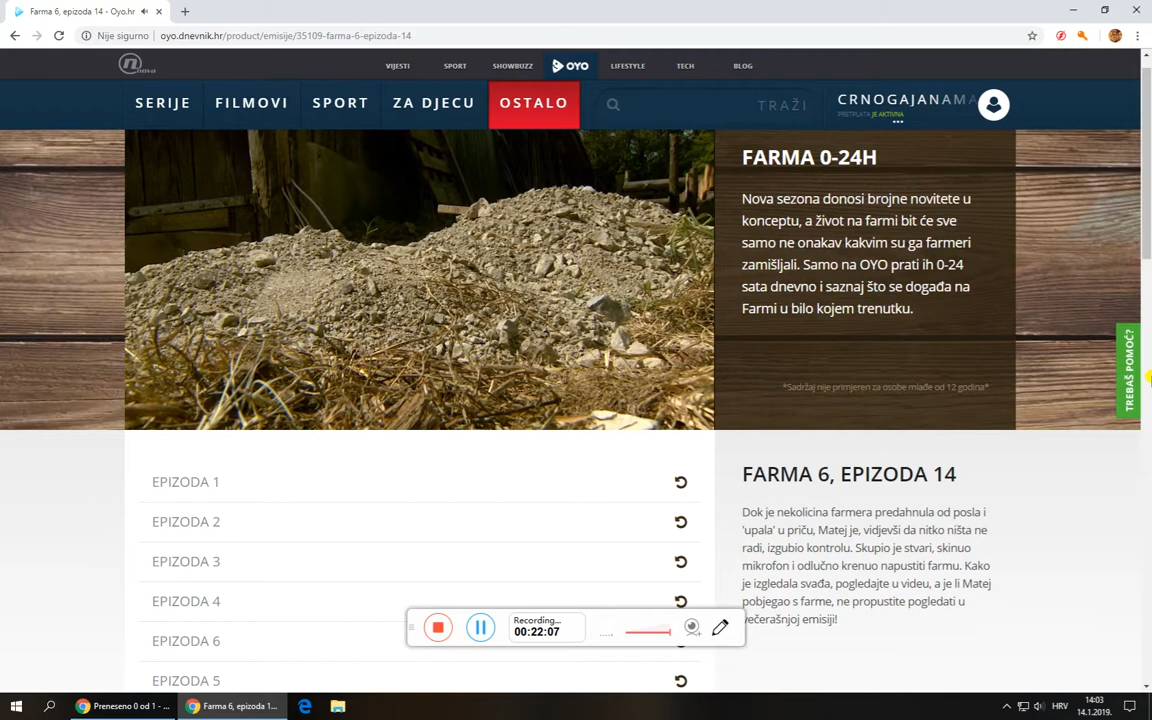 Farma 6, epizoda 14 - Oyo.hr
Nije sigurno
oyo.dnevnik.hr/product/emisije/35109-farma-6-epizoda-14
nova
VIJESTI
SPORT
SHOWBUZZ
OYO
LIFESTYLE
TECH
BLOG
SERIJE
FILMOVI
SPORT
ZA DJECU
OSTALO
TRAŽI
CRNOGAJANAMA
PRETPLATA JE AKTIVNA
FARMA 0-24H
Nova sezona donosi brojne novitete u
konceptu, a život na farmi bit će sve
samo ne onakav kakvim su ga farmeri
zamišljali. Samo na OYO prati ih 0-24
sata dnevno i saznaj što se događa na
Farmi u bilo kojem trenutku.
*Sadržaj nije primjeren za osobe mlađe od 12 godina*
TREBAŠ POMOĆ?
EPIZODA 1
EPIZODA 2
EPIZODA 3
EPIZODA 4
EPIZODA 6
EPIZODA 5
FARMA 6, EPIZODA 14
Dok je nekolicina farmera predahnula od posla i
'upala' u priču, Matej je, vidjevši da nitko ništa ne
radi, izgubio kontrolu. Skupio je stvari, skinuo
mikrofon i odlučno krenuo napustiti farmu. Kako
je izgledala svađa, pogledajte u videu, a je li Matej
pobjegao s farme, ne propustite pogledati u
večerašnjoj emisiji!
Recording...
00:22:07
Preneseno 0 od 1 - ...
Farma 6, epizoda 1...
HRV
14:03
14.1.2019.